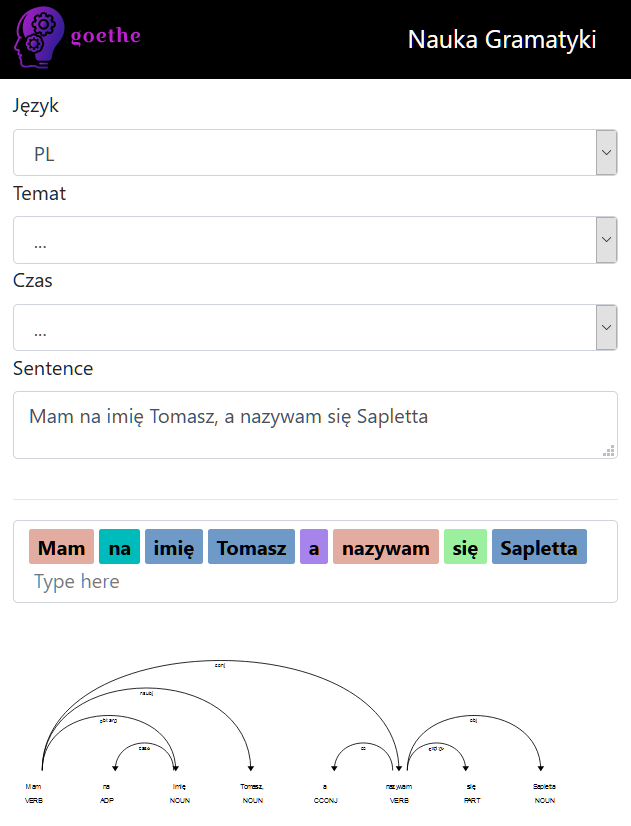 goethe
Nauka Gramatyki
Język
PL
Temat
...
Czas
...
Sentence
Mam na imię Tomasz, a nazywam się Sapletta
Mam na imię Tomasz a nazywam się Sapletta
Type here
conj
nsubj
obl:arg
obj
case
cc
expl:pv
Mam na imię Tomasz, a nazywam się Sapletta
VERB ADP NOUN NOUN CCONJ VERB PART NOUN